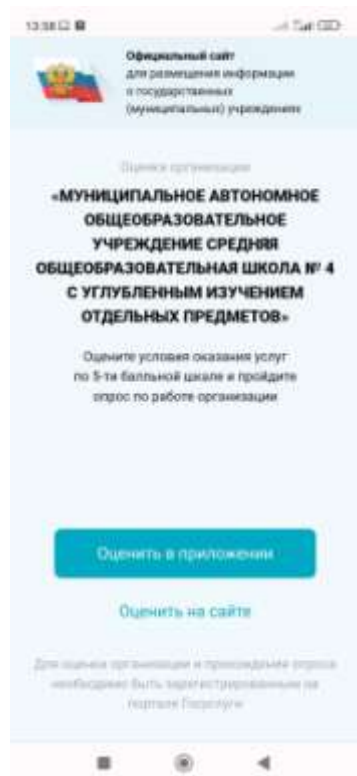 13:58
Официальный сайт
для размещения информации
о государственных
(муниципальных) учреждениях
Оценка организации
«МУНИЦИПАЛЬНОЕ АВТОНОМНОЕ
ОБЩЕОБРАЗОВАТЕЛЬНОЕ
УЧРЕЖДЕНИЕ СРЕДНЯЯ
ОБЩЕОБРАЗОВАТЕЛЬНАЯ ШКОЛА № 4
С УГЛУБЛЕННЫМ ИЗУЧЕНИЕМ
ОТДЕЛЬНЫХ ПРЕДМЕТОВ»
Оцените условия оказания услуг
по 5-ти балльной шкале и пройдите
опрос по работе организации
Оценить в приложении
Оценить на сайте
Для оценки организации и прохождения опроса
необходимо быть зарегистрированным на
портале Госуслуги